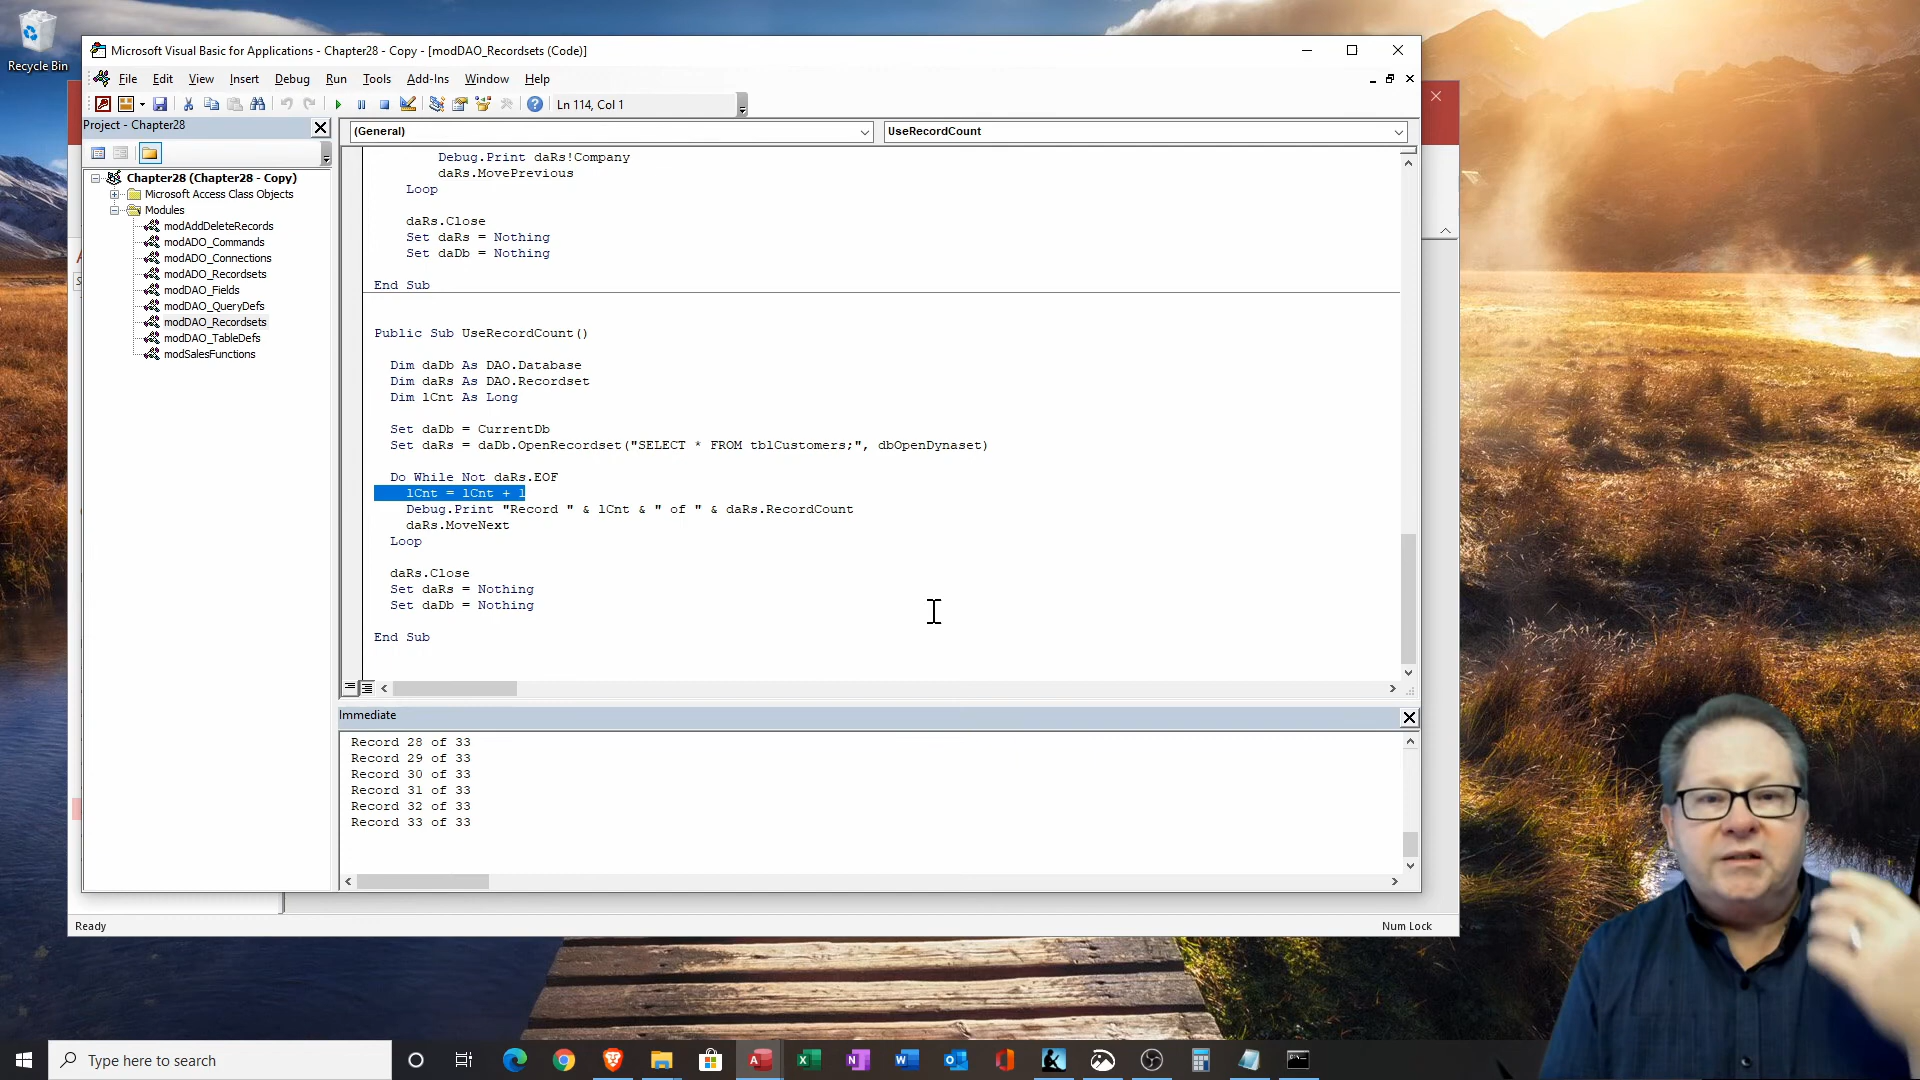 Recycle Bin
Microsoft Visual Basic for Applications - Chapter28 - Copy - [modDAO_Recordsets (Code)]
File Edit View Insert Debug Run Tools Add-Ins Window Help
Ln 114, Col 1
Project - Chapter28
(General)
UseRecordCount
Chapter28 (Chapter28 - Copy)
Microsoft Access Class Objects
Modules
modAddDeleteRecords
modADO_Commands
modADO_Connections
modADO_Recordsets
modDAO_Fields
modDAO_QueryDefs
modDAO_Recordsets
modDAO_TableDefs
modSalesFunctions
Debug.Print daRs!Company
daRs.MovePrevious
Loop
daRs.Close
Set daRs = Nothing
Set daDb = Nothing
End Sub
Public Sub UseRecordCount()
Dim daDb As DAO.Database
Dim daRs As DAO.Recordset
Dim lCnt As Long
Set daDb = CurrentDb
Set daRs = daDb.OpenRecordset("SELECT * FROM tblCustomers;", dbOpenDynaset)
Do While Not daRs.EOF
lCnt = lCnt + 1
Debug.Print "Record " & lCnt & " of " & daRs.RecordCount
daRs.MoveNext
Loop
daRs.Close
Set daRs = Nothing
Set daDb = Nothing
End Sub
Immediate
Record 28 of 33
Record 29 of 33
Record 30 of 33
Record 31 of 33
Record 32 of 33
Record 33 of 33
Ready
Num Lock
Type here to search